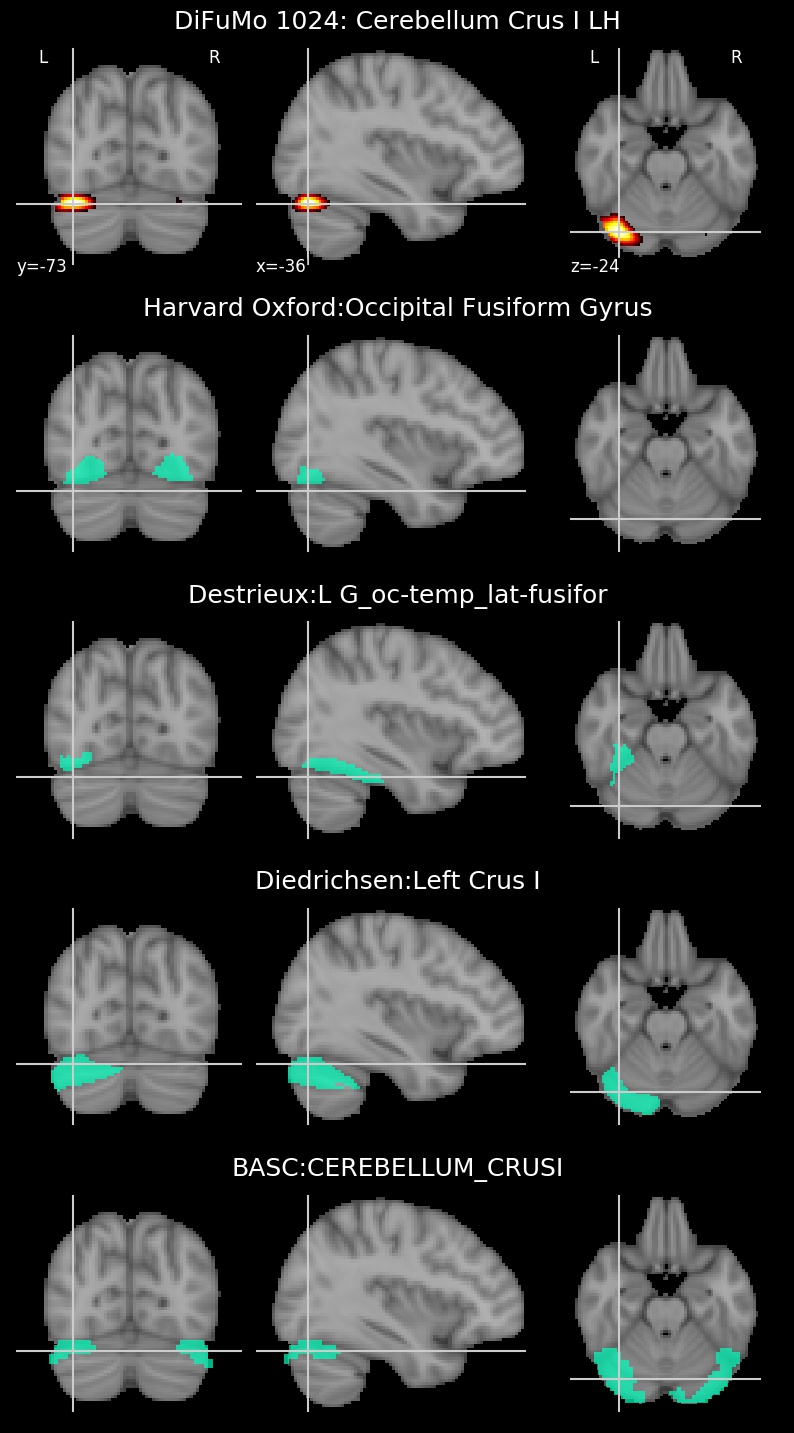 DiFuMo 1024: Cerebellum Crus I LH
L R L R
y=-73 x=-36 z=-24
Harvard Oxford:Occipital Fusiform Gyrus
Destrieux:L G_oc-temp_lat-fusifor
Diedrichsen:Left Crus I
BASC:CEREBELLUM_CRUSI